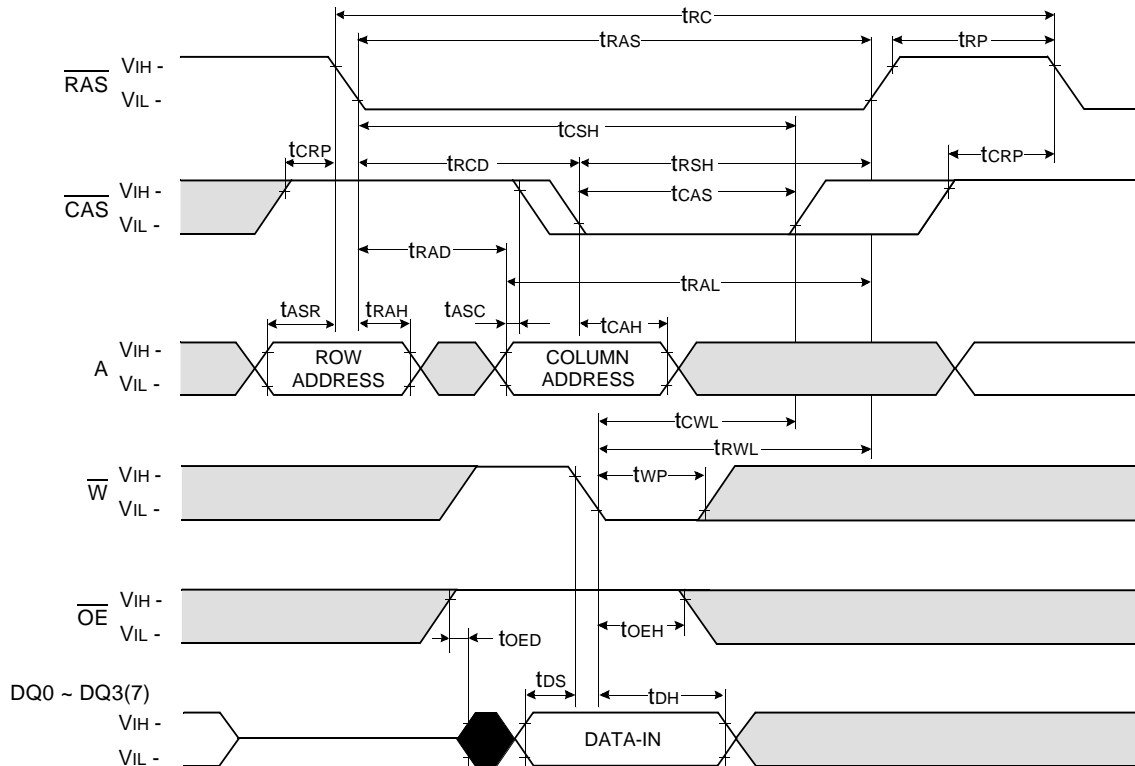 tRC
tRAS
tRP
RAS
VIH -
VIL -
tCSH
tCRP
tRCD
tRSH
tCRP
CAS
VIH -
VIL -
tCAS
tRAD
tRAL
tASR
tRAH
tASC
tCAH
A
VIH -
VIL -
ROW
ADDRESS
COLUMN
ADDRESS
tCWL
tRWL
W
VIH -
VIL -
tWP
OE
VIH -
VIL -
tOED
tOEH
DQ0 ~ DQ3(7)
tDS
tDH
VIH -
VIL -
DATA-IN